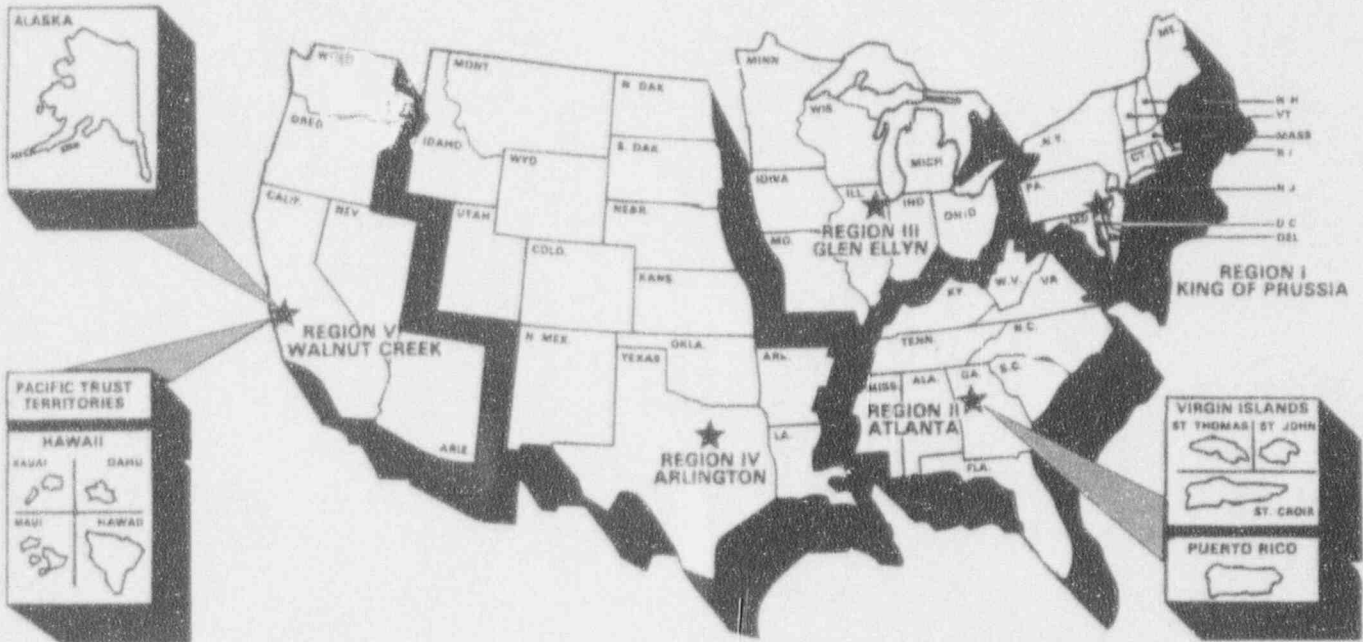 ALASKA
MONT.
N. DAK
MINN
ME.
OREG
IDAHO
S. DAK
WIS.
N.Y.
N H
VT
MASS
R I
WYO
MICH
CT.
IOWA
PA.
N J
CALIF.
NEV.
UTAH
NEBR.
ILL
IND
OHIO
MD
D C
DEL
REGION III
GLEN ELLYN
COLO.
MO.
REGION I
KING OF PRUSSIA
KANS.
KY
W.V.
VA
REGION V
WALNUT CREEK
N. MEX.
TEXAS
OKLA.
ARK.
TENN.
N.C.
S.C.
MISS
ALA.
GA.
REGION II
ATLANTA
PACIFIC TRUST
TERRITORIES
HAWAII
KAUAI
OAHU
MAUI
HAWAII
ARIZ
REGION IV
ARLINGTON
LA.
FLA.
VIRGIN ISLANDS
ST THOMAS
ST JOHN
ST. CROIX
PUERTO RICO